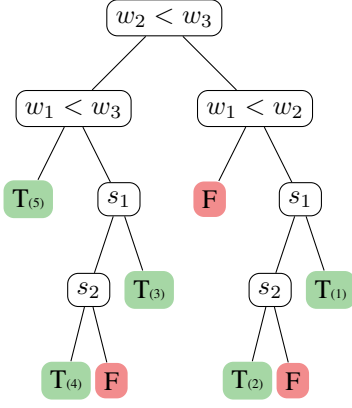 w₂ < w₃
w₁ < w₃ w₁ < w₂
T₍₅₎ s₁ F s₁
s₂ T₍₃₎ s₂ T₍₁₎
T₍₄₎ F T₍₂₎ F